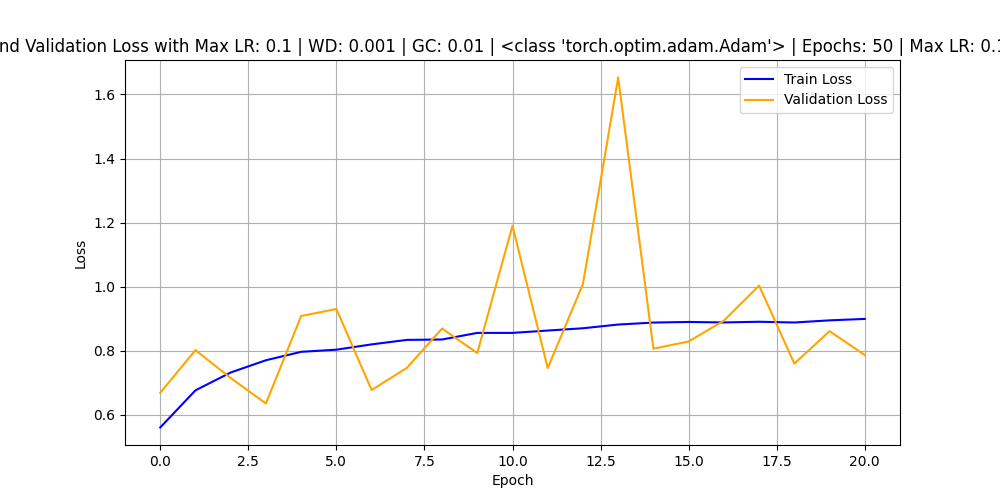 nd Validation Loss with Max LR: 0.1 | WD: 0.001 | GC: 0.01 | <class 'torch.optim.adam.Adam'> | Epochs: 50 | Max LR: 0.1
Train Loss
Validation Loss
1.6
1.4
1.2
1.0
0.8
0.6
Loss
0.0 2.5 5.0 7.5 10.0 12.5 15.0 17.5 20.0
Epoch